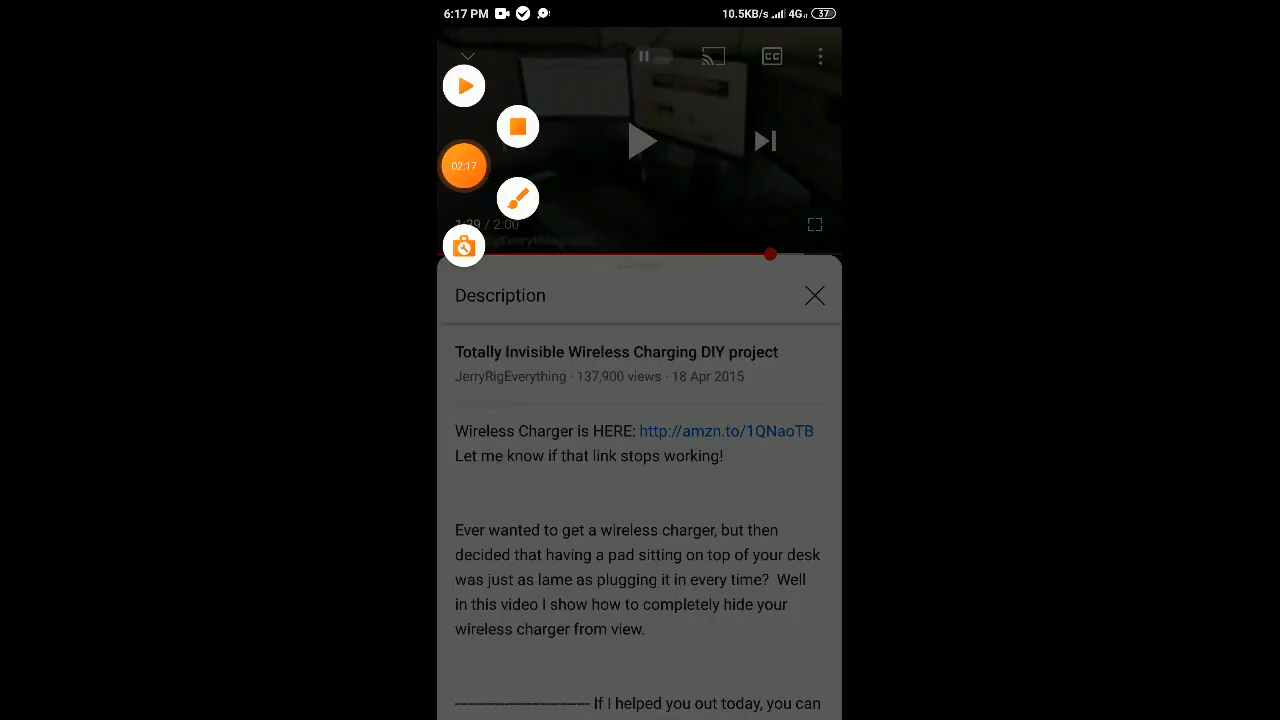 6:17 PM
10.5KB/s 4G 37
CC
02:17
1:39 / 2:00
Description
Totally Invisible Wireless Charging DIY project
JerryRigEverything · 137,900 views · 18 Apr 2015
Wireless Charger is HERE: http://amzn.to/1QNaoTB
Let me know if that link stops working!
Ever wanted to get a wireless charger, but then
decided that having a pad sitting on top of your desk
was just as lame as plugging it in every time?  Well
in this video I show how to completely hide your
wireless charger from view.
------------------------------ If I helped you out today, you can